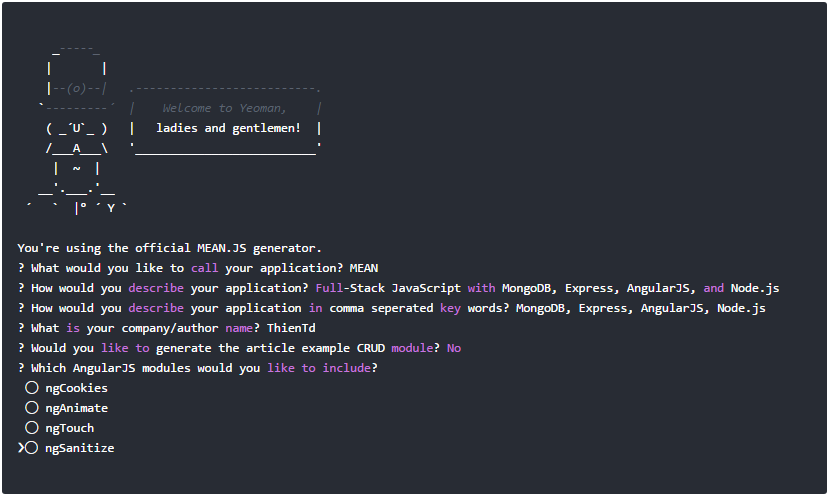 _-----_
    |       |
    |--(o)--|   .--------------------------.
   `---------´  |    Welcome to Yeoman,    |
    ( _´U`_ )   |   ladies and gentlemen!  |
    /___A___\   '__________________________'
     |  ~  |
   __'.___.'__
 ´   `  |° ´ Y `
You're using the official MEAN.JS generator.
? What would you like to call your application? MEAN
? How would you describe your application? Full-Stack JavaScript with MongoDB, Express, AngularJS, and Node.js
? How would you describe your application in comma seperated key words? MongoDB, Express, AngularJS, Node.js
? What is your company/author name? ThienTd
? Would you like to generate the article example CRUD module? No
? Which AngularJS modules would you like to include?
 ◯ ngCookies
 ◯ ngAnimate
 ◯ ngTouch
❯◯ ngSanitize